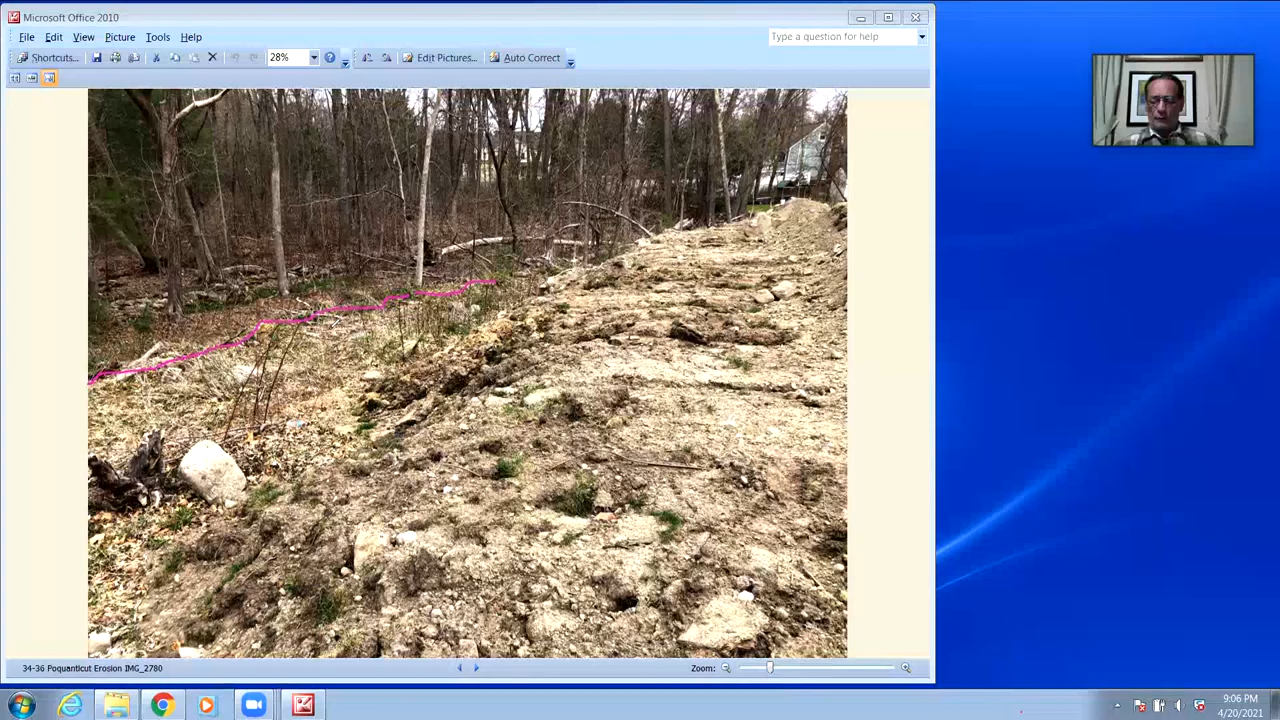 Microsoft Office 2010
File Edit View Picture Tools Help
Type a question for help
Shortcuts... 28% Edit Pictures... Auto Correct
34-36 Poquanticut Erosion IMG_2780
Zoom:
9:06 PM
4/20/2021